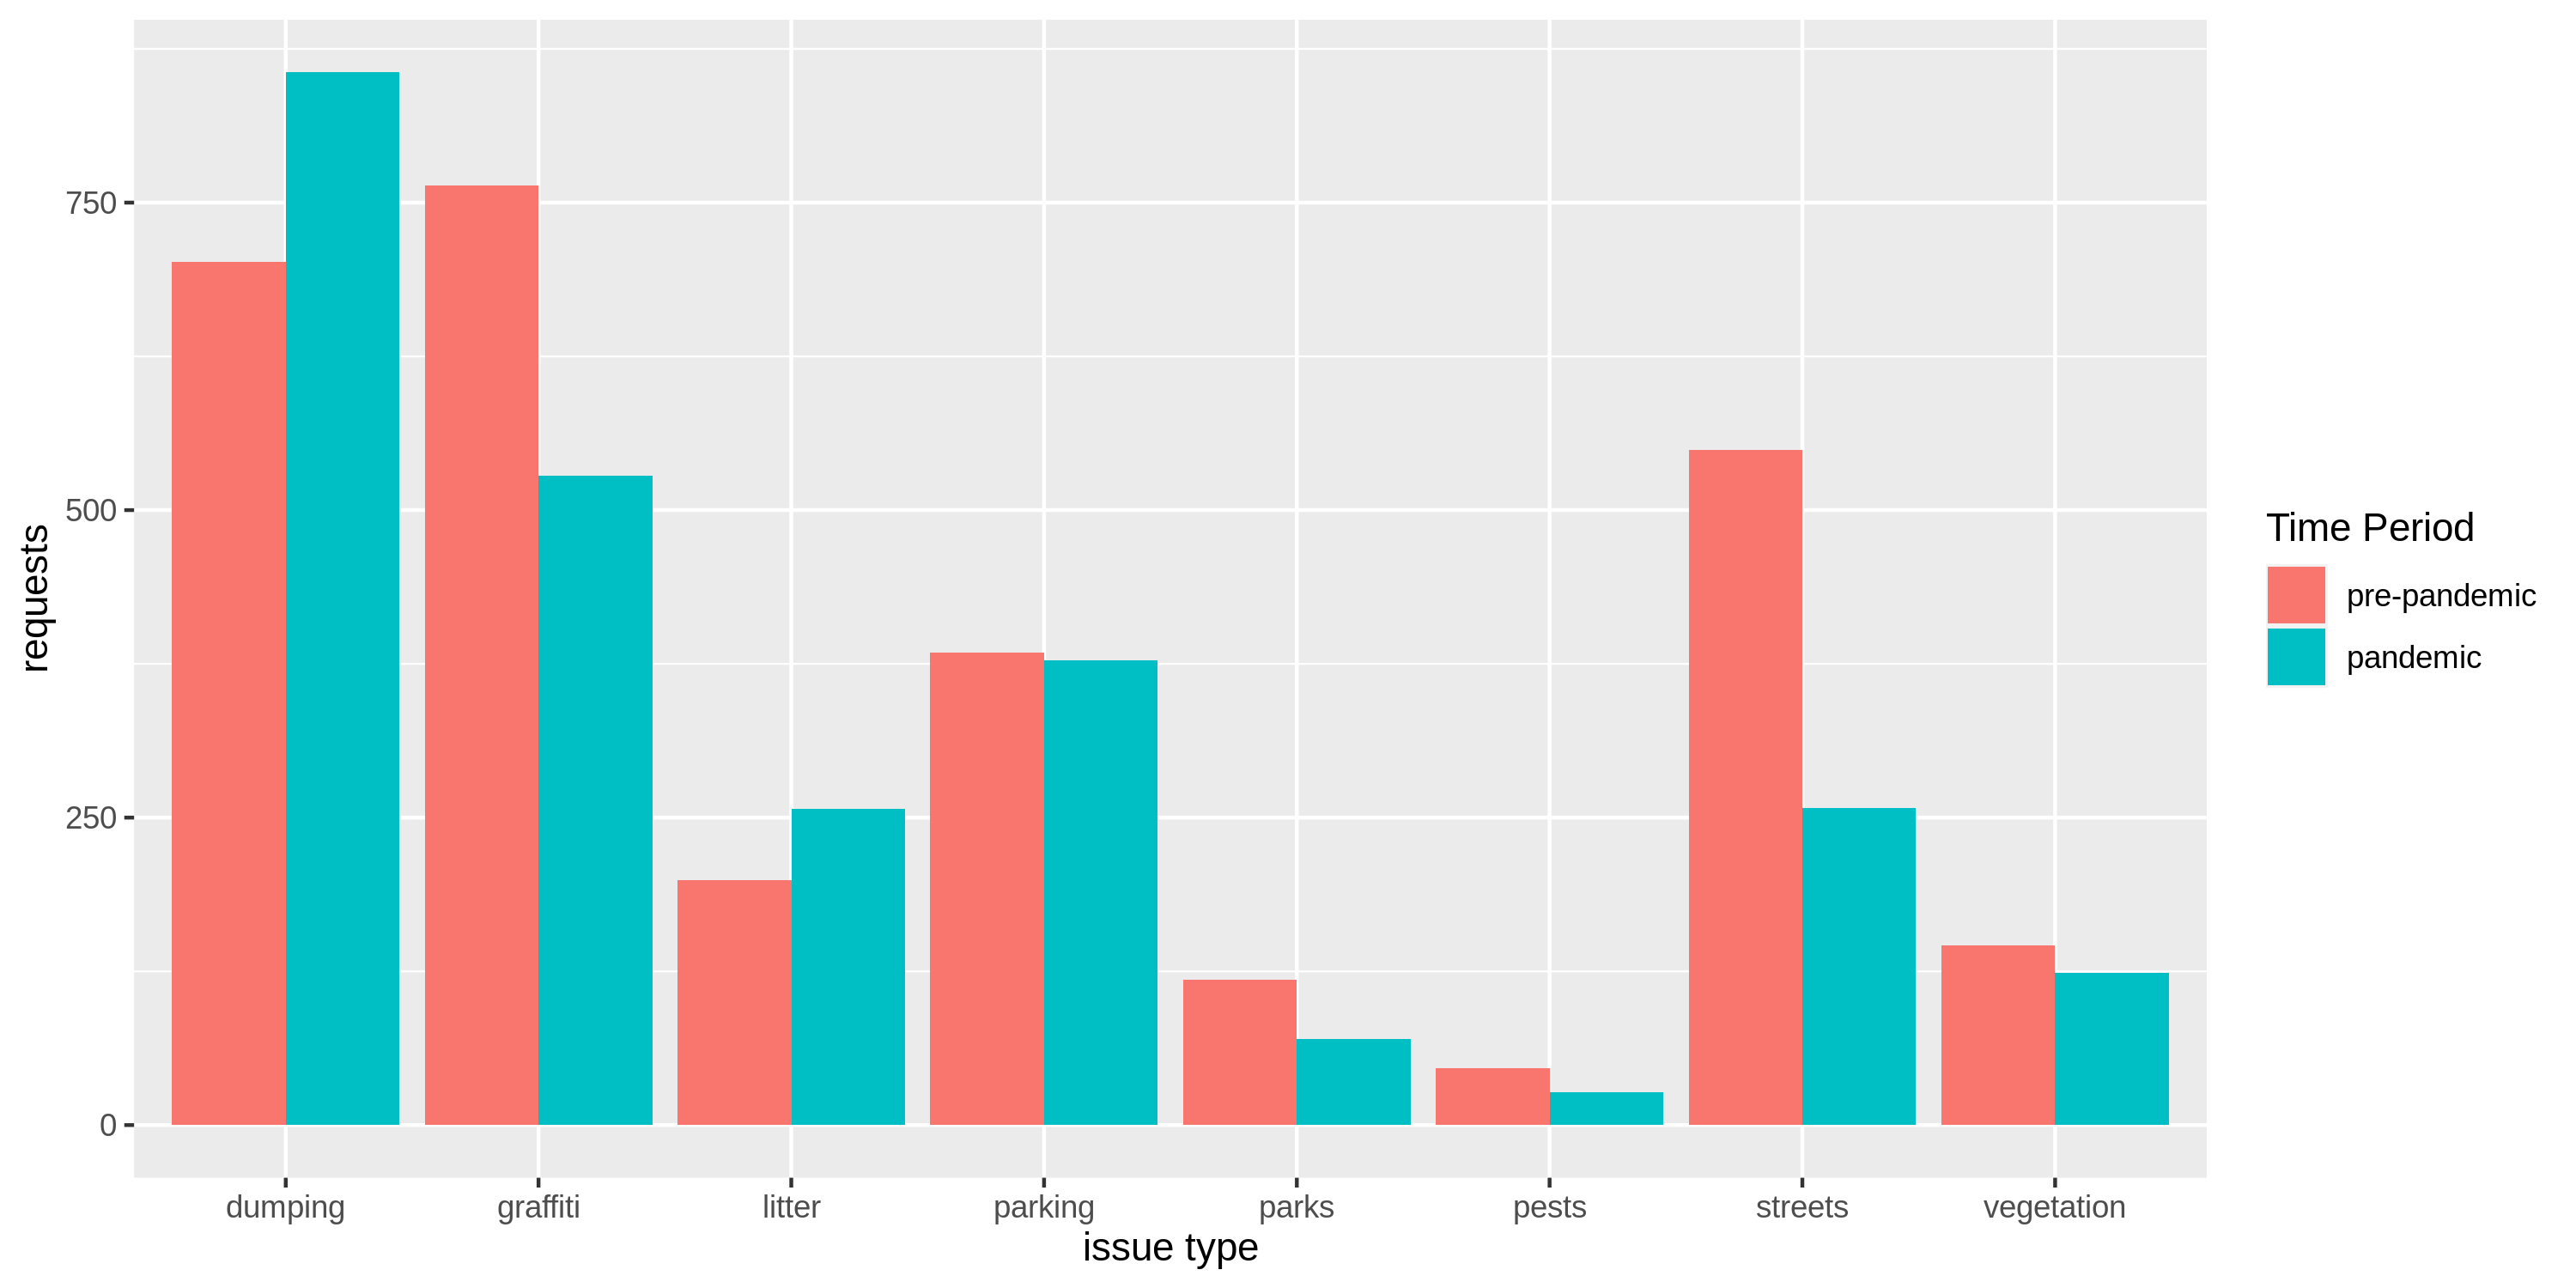 requests
750
500
250
0
dumping graffiti litter parking parks pests streets vegetation
issue type
Time Period
pre-pandemic
pandemic